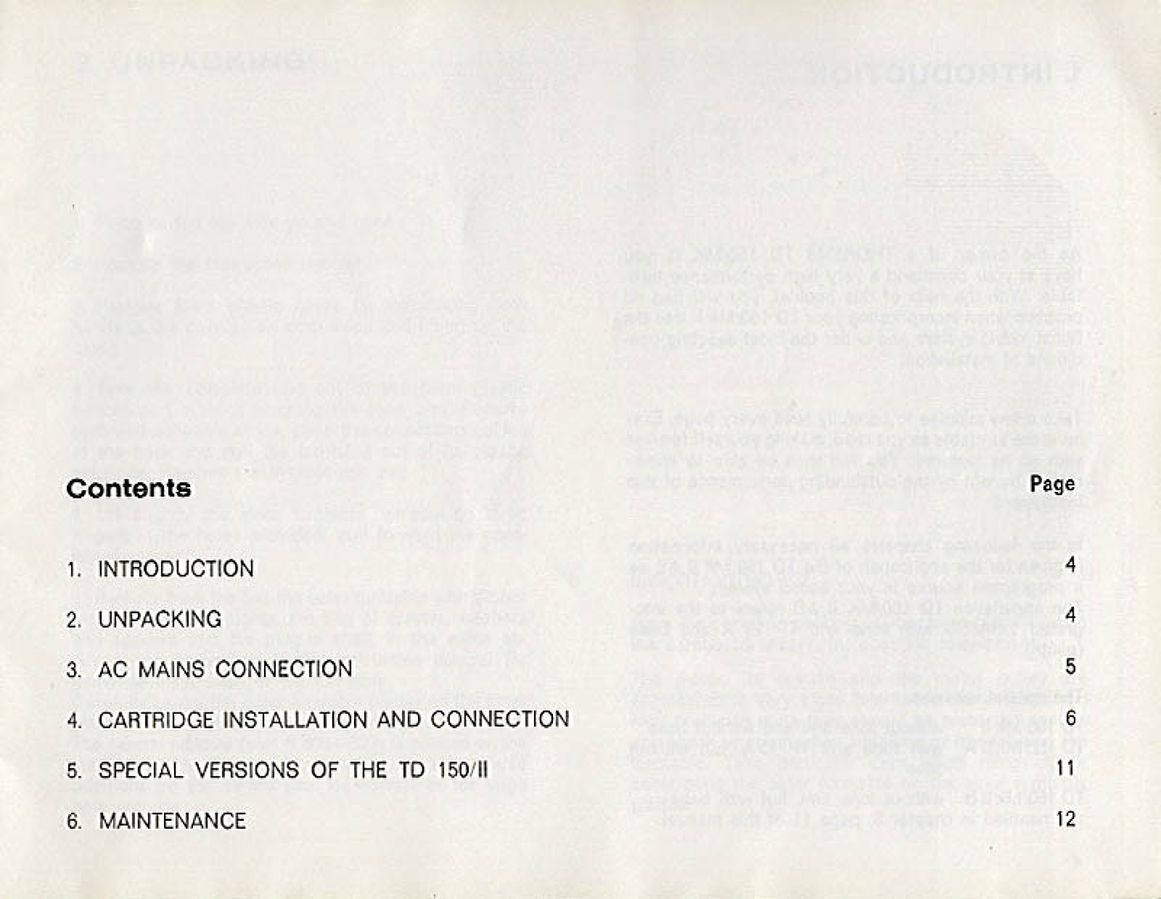 Contents Page
1. INTRODUCTION 4
2. UNPACKING 4
3. AC MAINS CONNECTION 5
4. CARTRIDGE INSTALLATION AND CONNECTION 6
5. SPECIAL VERSIONS OF THE TD 150/II 11
6. MAINTENANCE 12